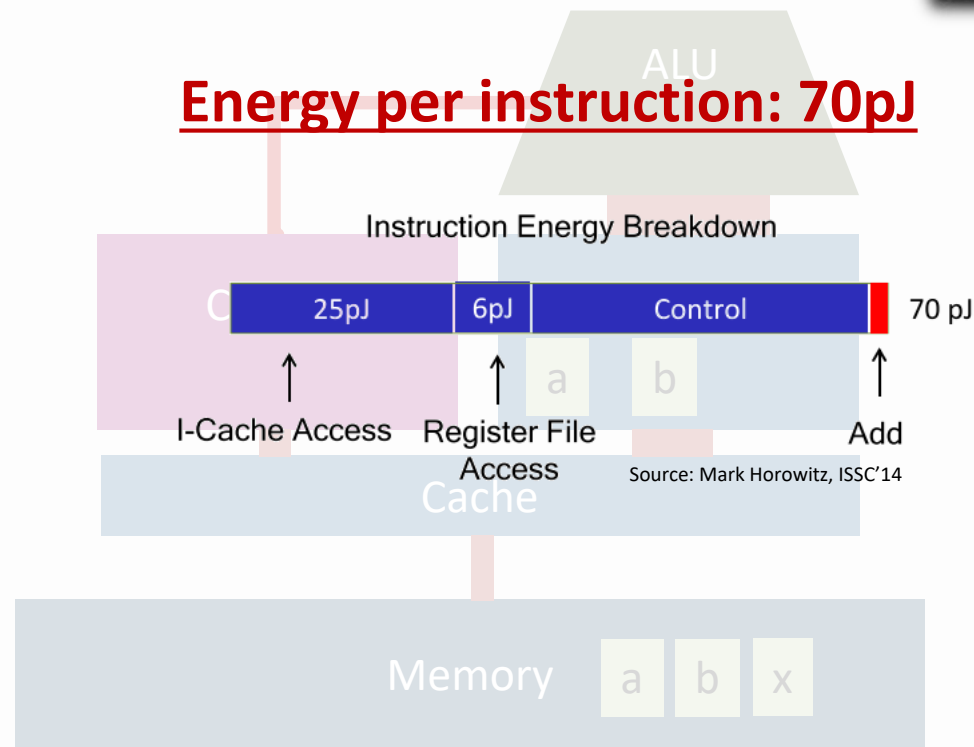 ALU
Energy per instruction: 70pJ
Instruction Energy Breakdown
25pJ 6pJ Control 70 pJ
a b
I-Cache Access Register File Access Add
Source: Mark Horowitz, ISSC'14
Cache
Memory a b x